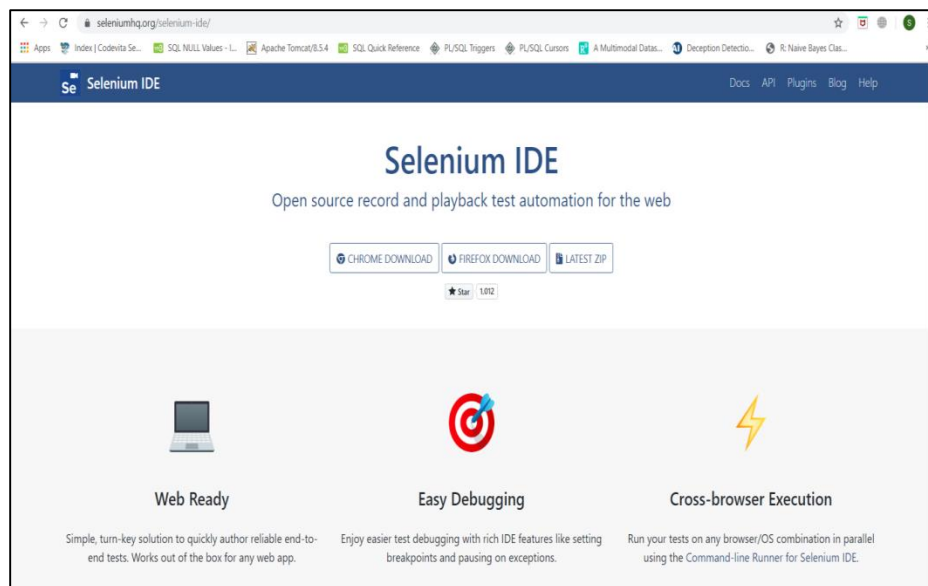 seleniumhq.org/selenium-ide/
S
Apps Index | Codevita Se... SQL NULL Values - I... Apache Tomcat/8.5.4 SQL Quick Reference PL/SQL Triggers PL/SQL Cursors A Multimodal Datas... Deception Detectio... R: Naive Bayes Clas...
Se Selenium IDE Docs API Plugins Blog Help
Selenium IDE
Open source record and playback test automation for the web
CHROME DOWNLOAD FIREFOX DOWNLOAD LATEST ZIP
Star 1,012
Web Ready Easy Debugging Cross-browser Execution
Simple, turn-key solution to quickly author reliable end-to- Enjoy easier test debugging with rich IDE features like setting Run your tests on any browser/OS combination in parallel
end tests. Works out of the box for any web app. breakpoints and pausing on exceptions. using the Command-line Runner for Selenium IDE.